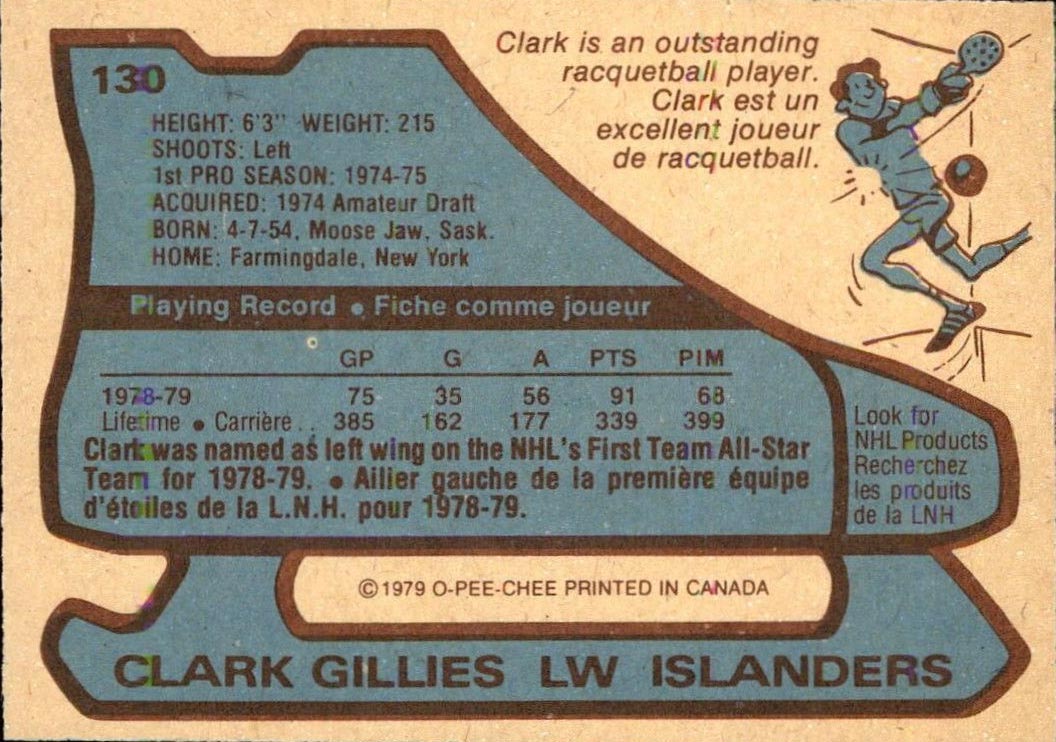 130
Clark is an outstanding
racquetball player.
Clark est un
excellent joueur
de racquetball.
HEIGHT: 6'3" WEIGHT: 215
SHOOTS: Left
1st PRO SEASON: 1974-75
ACQUIRED: 1974 Amateur Draft
BORN: 4-7-54, Moose Jaw, Sask.
HOME: Farmingdale, New York
Playing Record • Fiche comme joueur
GP G A PTS PIM
1978-79 75 35 56 91 68
Lifetime • Carrière . . 385 162 177 339 399
Clark was named as left wing on the NHL's First Team All-Star
Team for 1978-79. • Ailier gauche de la première équipe
d'étoiles de la L.N.H. pour 1978-79.
Look for
NHL Products
Recherchez
les produits
de la LNH
©1979 O-PEE-CHEE PRINTED IN CANADA
CLARK GILLIES LW ISLANDERS